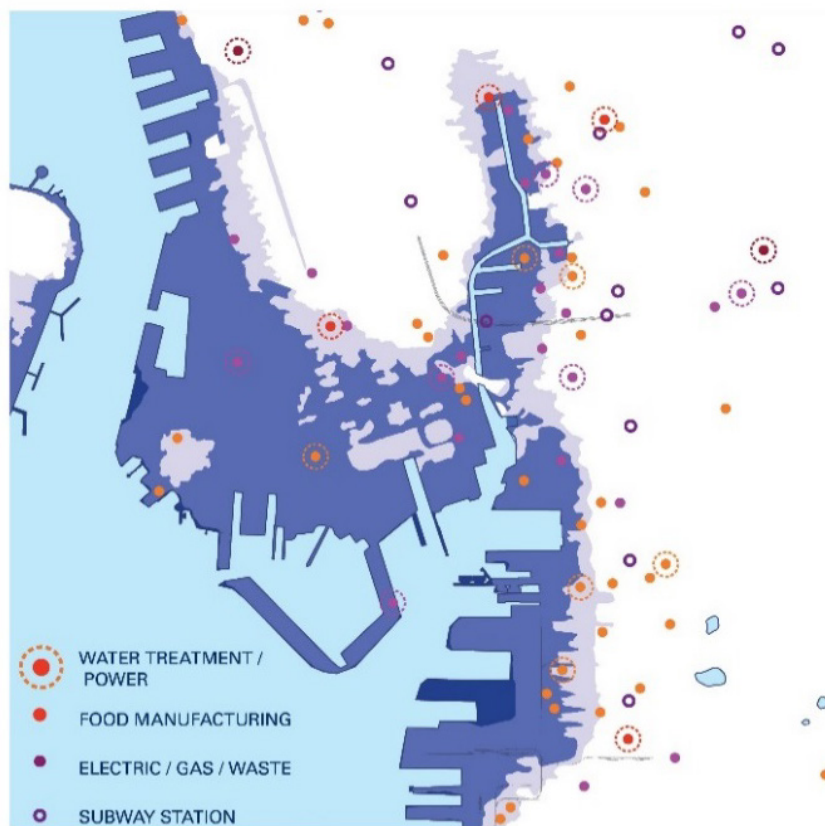 WATER TREATMENT /
POWER
FOOD MANUFACTURING
ELECTRIC / GAS / WASTE
SUBWAY STATION